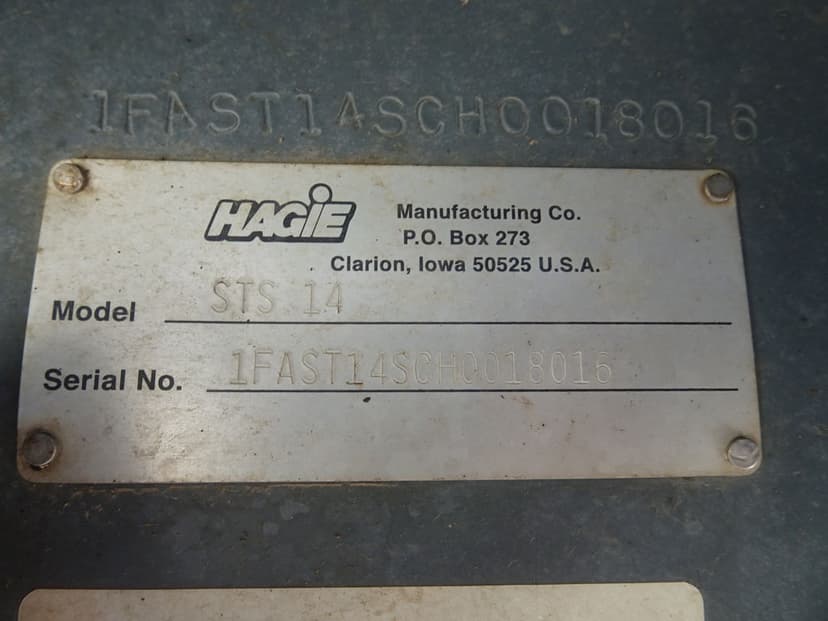 1FAST14SCH0018016
HAGIE Manufacturing Co.
P.O. Box 273
Clarion, Iowa 50525 U.S.A.
Model STS 14
Serial No. 1FAST14SCH0018016